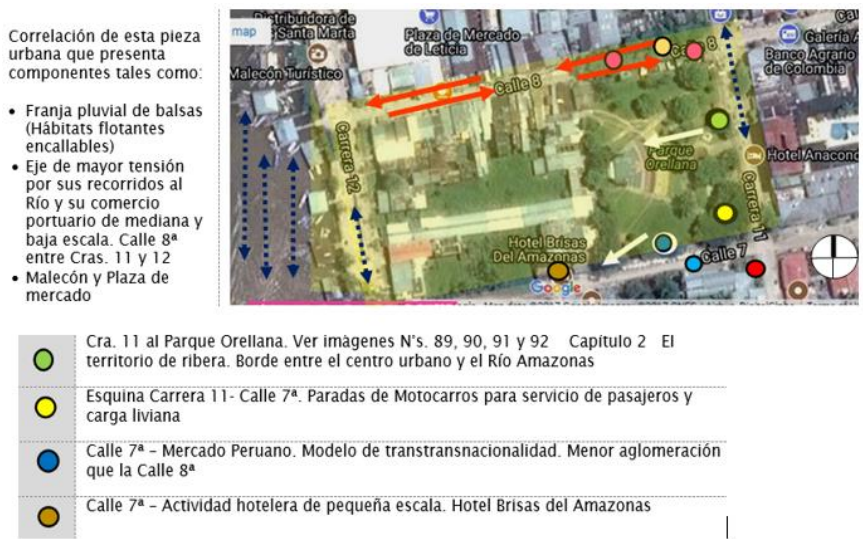 Correlación de esta pieza
urbana que presenta
componentes tales como:
• Franja pluvial de balsas
(Hábitats flotantes
encallables)
• Eje de mayor tensión
por sus recorridos al
Río y su comercio
portuario de mediana y
baja escala. Calle 8ª
entre Cras. 11 y 12
• Malecón y Plaza de
mercado
map
Distribuidora de
Santa Marta
Malecón Turístico
Plaza de Mercado
de Leticia
Galería
Banco Agrario
de Colombia
Calle 8
Carrera 12
Parque
Orellana
Hotel Anacond
Carrera 11
Hotel Brisas
Del Amazonas
Calle 7
Google
Cra. 11 al Parque Orellana. Ver imàgenes N's. 89, 90, 91 y 92 Capítulo 2 El
territorio de ribera. Borde entre el centro urbano y el Río Amazonas
Esquina Carrera 11- Calle 7ª. Paradas de Motocarros para servicio de pasajeros y
carga liviana
Calle 7ª – Mercado Peruano. Modelo de transtransnacionalidad. Menor aglomeración
que la Calle 8ª
Calle 7ª – Actividad hotelera de pequeña escala. Hotel Brisas del Amazonas